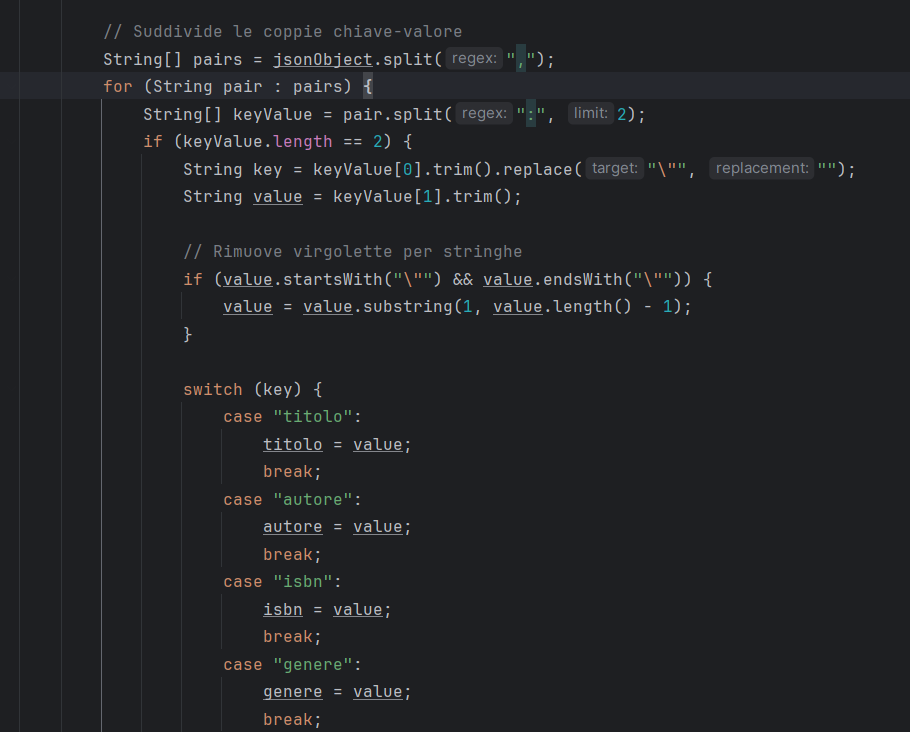 // Suddivide le coppie chiave-valore
String[] pairs = jsonObject.split( regex: ",");
for (String pair : pairs) {
String[] keyValue = pair.split( regex: ":", limit: 2);
if (keyValue.length == 2) {
String key = keyValue[0].trim().replace( target: "\"", replacement: "");
String value = keyValue[1].trim();
// Rimuove virgolette per stringhe
if (value.startsWith("\"") && value.endsWith("\"")) {
value = value.substring(1, value.length() - 1);
}
switch (key) {
case "titolo":
titolo = value;
break;
case "autore":
autore = value;
break;
case "isbn":
isbn = value;
break;
case "genere":
genere = value;
break;